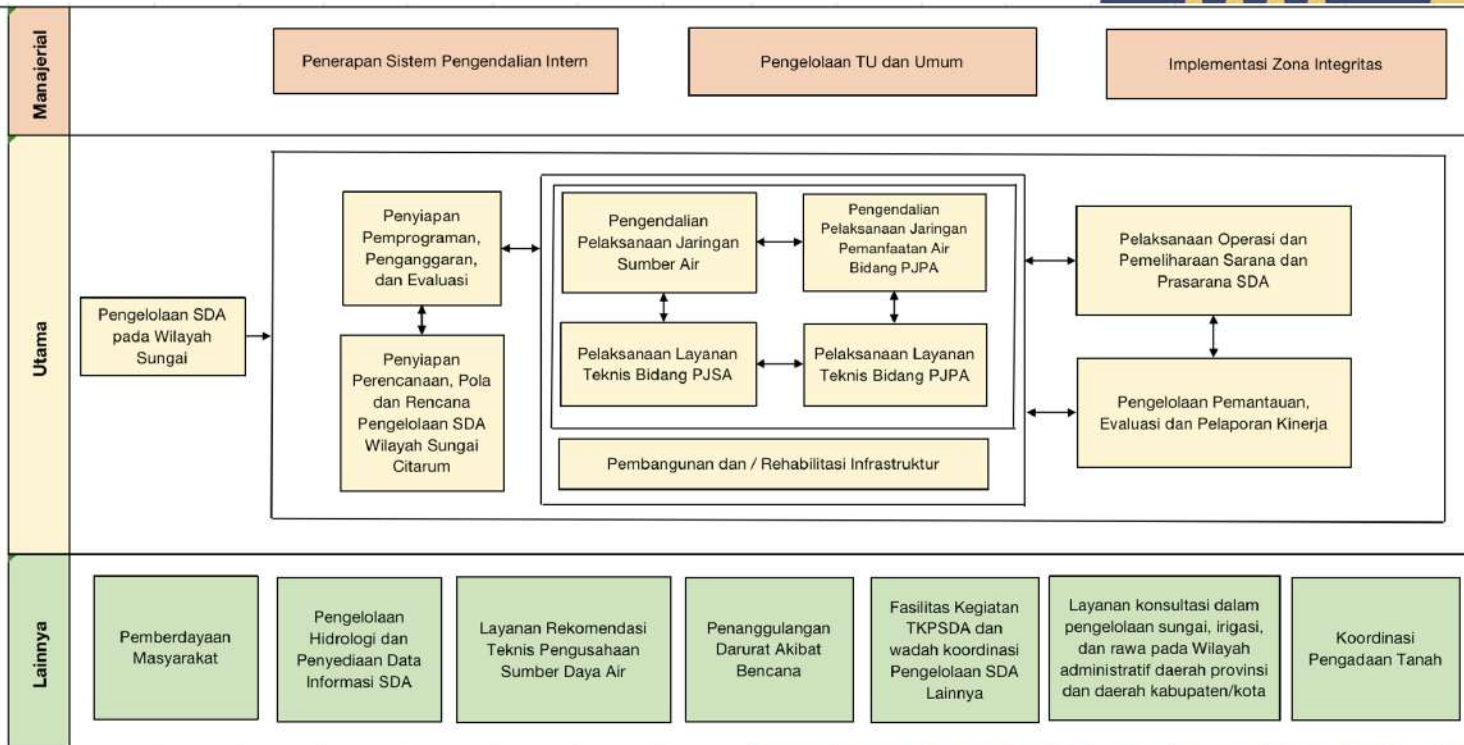 Manajerial
Penerapan Sistem Pengendalian Intern
Pengelolaan TU dan Umum
Implementasi Zona Integritas
Utama
Pengelolaan SDA
pada Wilayah
Sungai
Penyiapan
Pemprograman,
Penganggaran,
dan Evaluasi
Penyiapan
Perencanaan, Pola
dan Rencana
Pengelolaan SDA
Wilayah Sungai
Citarum
Pengendalian
Pelaksanaan Jaringan
Sumber Air
Pengendalian
Pelaksanaan Jaringan
Pemanfaatan Air
Bidang PJPA
Pelaksanaan Layanan
Teknis Bidang PJSA
Pelaksanaan Layanan
Teknis Bidang PJPA
Pembangunan dan / Rehabilitasi Infrastruktur
Pelaksanaan Operasi dan
Pemeliharaan Sarana dan
Prasarana SDA
Pengelolaan Pemantauan,
Evaluasi dan Pelaporan Kinerja
Lainnya
Pemberdayaan
Masyarakat
Pengelolaan
Hidrologi dan
Penyediaan Data
Informasi SDA
Layanan Rekomendasi
Teknis Pengusahaan
Sumber Daya Air
Penanggulangan
Darurat Akibat
Bencana
Fasilitas Kegiatan
TKPSDA dan
wadah koordinasi
Pengelolaan SDA
Lainnya
Layanan konsultasi dalam
pengelolaan sungai, irigasi,
dan rawa pada Wilayah
administratif daerah provinsi
dan daerah kabupaten/kota
Koordinasi
Pengadaan Tanah